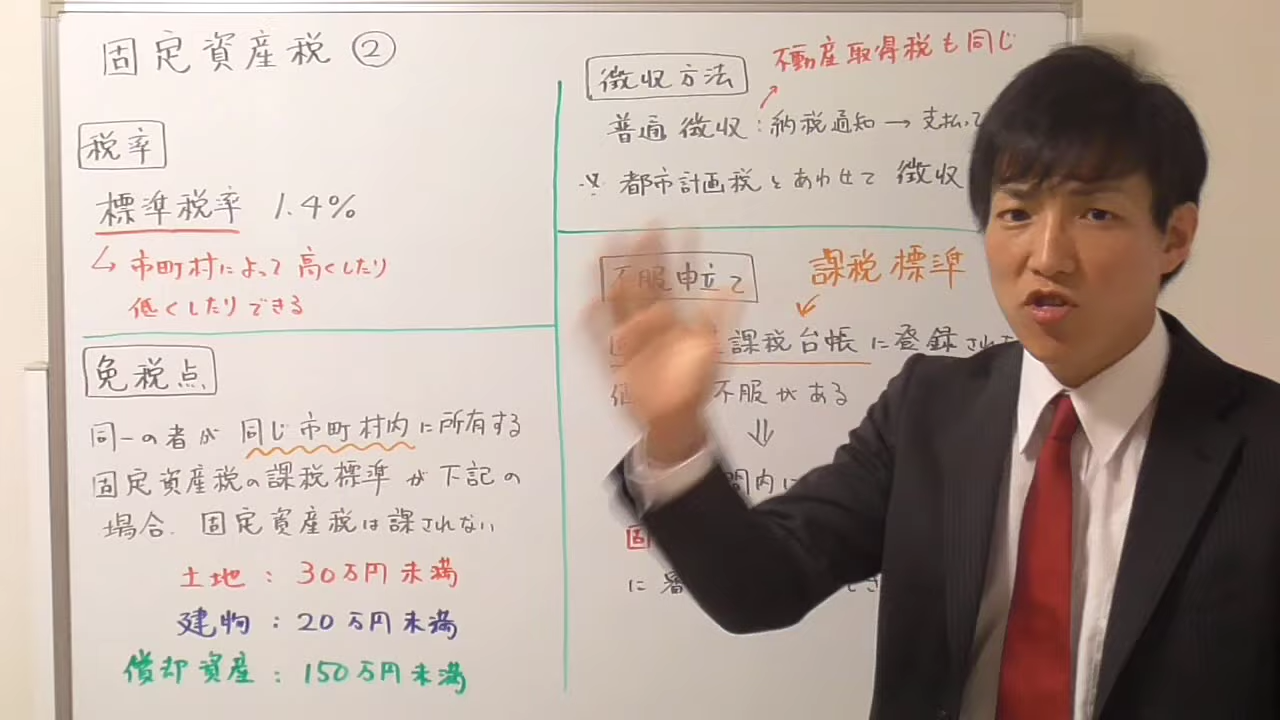 固定資産税 ②
税率
標準税率 1.4%
↳ 市町村によって 高くしたり
低くしたりできる
免税点
同一の者が 同じ市町村内に所有する
固定資産税の課税標準が下記の
場合. 固定資産税は課されない
土地 : 30万円未満
建物 : 20万円未満
償却資産 : 150万円未満
徴収方法
不動産取得税も同じ
普通徴収 : 納税通知 → 支払って
※ 都市計画税とあわせて 徴収
不服申立て
課税標準
課税台帳に登録され
不服がある
⇓
間内に
固
に